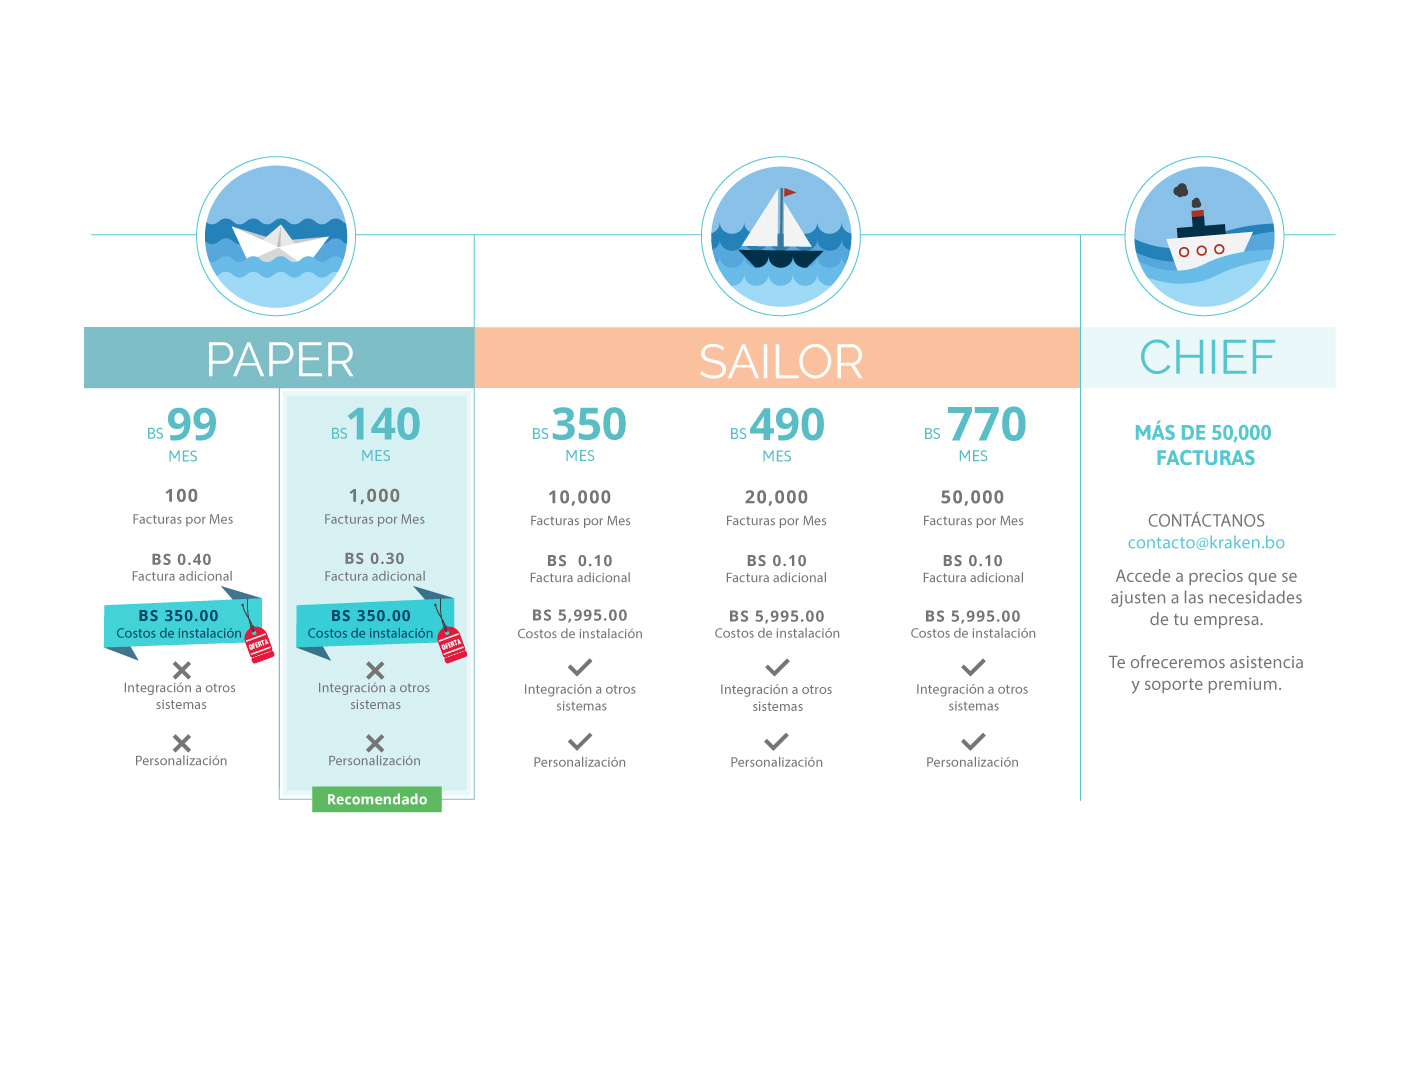 PAPER
SAILOR
CHIEF
BS 99
MES
100
Facturas por Mes
BS 0.40
Factura adicional
BS 350.00
Costos de instalación
OFERTA
Integración a otros
sistemas
Personalización
BS 140
MES
1,000
Facturas por Mes
BS 0.30
Factura adicional
BS 350.00
Costos de instalación
OFERTA
Integración a otros
sistemas
Personalización
Recomendado
BS 350
MES
10,000
Facturas por Mes
BS 0.10
Factura adicional
BS 5,995.00
Costos de instalación
Integración a otros
sistemas
Personalización
BS 490
MES
20,000
Facturas por Mes
BS 0.10
Factura adicional
BS 5,995.00
Costos de instalación
Integración a otros
sistemas
Personalización
BS 770
MES
50,000
Facturas por Mes
BS 0.10
Factura adicional
BS 5,995.00
Costos de instalación
Integración a otros
sistemas
Personalización
MÁS DE 50,000
FACTURAS
CONTÁCTANOS
contacto@kraken.bo
Accede a precios que se
ajusten a las necesidades
de tu empresa.
Te ofreceremos asistencia
y soporte premium.